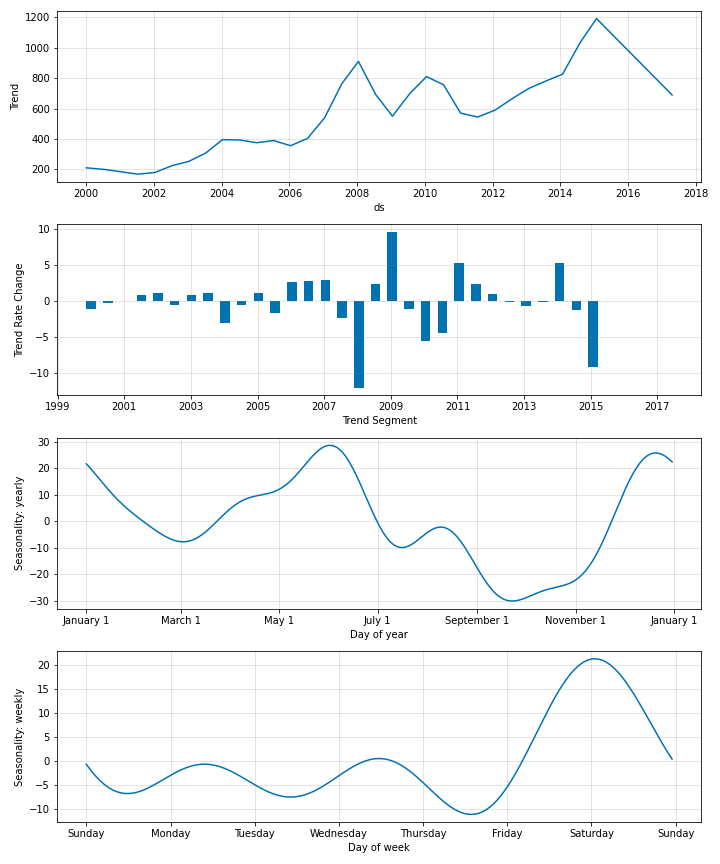 1200
1000
800
600
400
200
Trend
2000 2002 2004 2006 2008 2010 2012 2014 2016 2018
ds
10
5
0
−5
−10
Trend Rate Change
1999 2001 2003 2005 2007 2009 2011 2013 2015 2017
Trend Segment
30
20
10
0
−10
−20
−30
Seasonality: yearly
January 1 March 1 May 1 July 1 September 1 November 1 January 1
Day of year
20
15
10
5
0
−5
−10
Seasonality: weekly
Sunday Monday Tuesday Wednesday Thursday Friday Saturday Sunday
Day of week